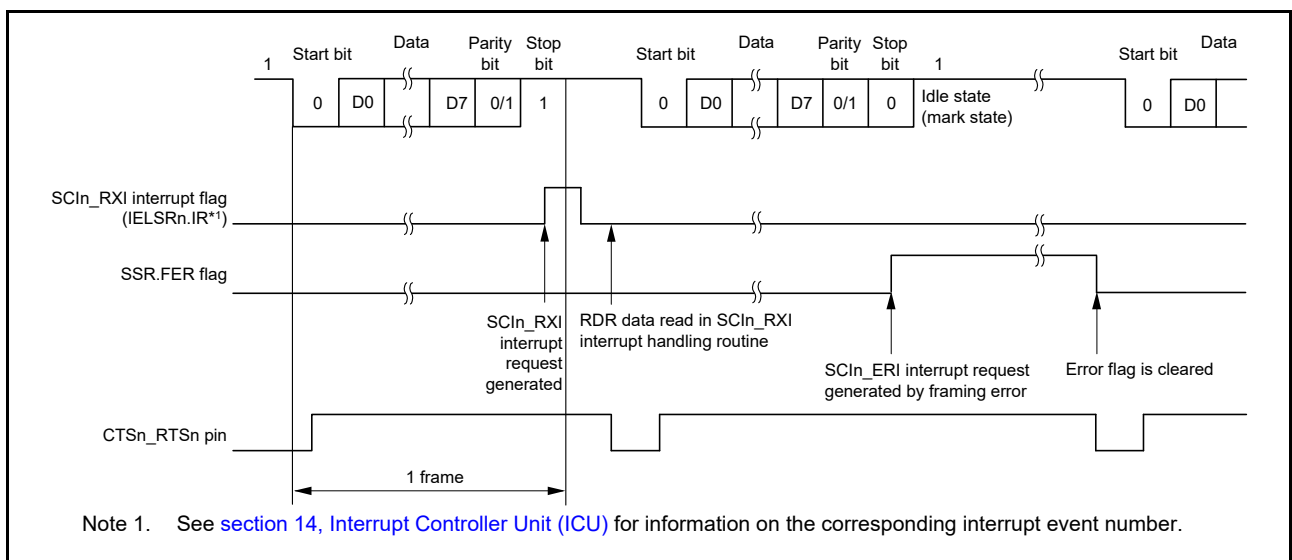 Start bit
Data
Parity bit
Stop bit
Start bit
Data
Parity bit
Stop bit
1
Start bit
Data
1
0
D0
D7
0/1
1
0
D0
D7
0/1
0
Idle state
(mark state)
0
D0
SCIn_RXI interrupt flag
(IELSRn.IR*1)
SSR.FER flag
SCIn_RXI
interrupt
request
generated
RDR data read in SCIn_RXI
interrupt handling routine
SCIn_ERI interrupt request
generated by framing error
Error flag is cleared
CTSn_RTSn pin
1 frame
Note 1. See section 14, Interrupt Controller Unit (ICU) for information on the corresponding interrupt event number.